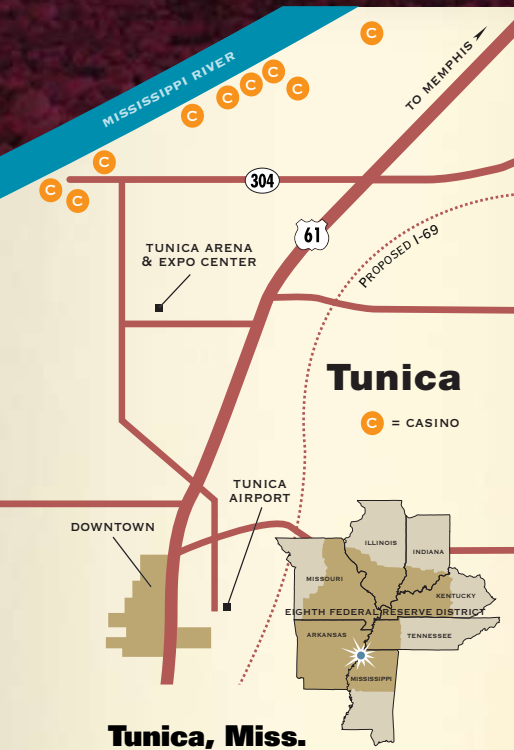 C
MISSISSIPPI RIVER
C
C
C
C
C
TO MEMPHIS
C
C
C
304
61
TUNICA ARENA
& EXPO CENTER
PROPOSED I-69
Tunica
C = CASINO
TUNICA
AIRPORT
DOWNTOWN
ILLINOIS
INDIANA
MISSOURI
KENTUCKY
EIGHTH FEDERAL RESERVE DISTRICT
ARKANSAS
TENNESSEE
MISSISSIPPI
Tunica, Miss.